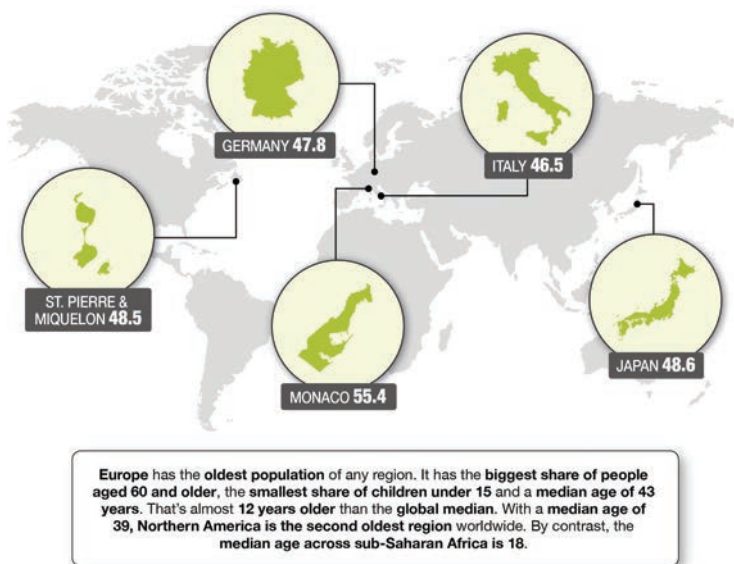 GERMANY 47.8
ITALY 46.5
ST. PIERRE &
MIQUELON 48.5
MONACO 55.4
JAPAN 48.6
Europe has the oldest population of any region. It has the biggest share of people
aged 60 and older, the smallest share of children under 15 and a median age of 43
years. That's almost 12 years older than the global median. With a median age of
39, Northern America is the second oldest region worldwide. By contrast, the
median age across sub-Saharan Africa is 18.